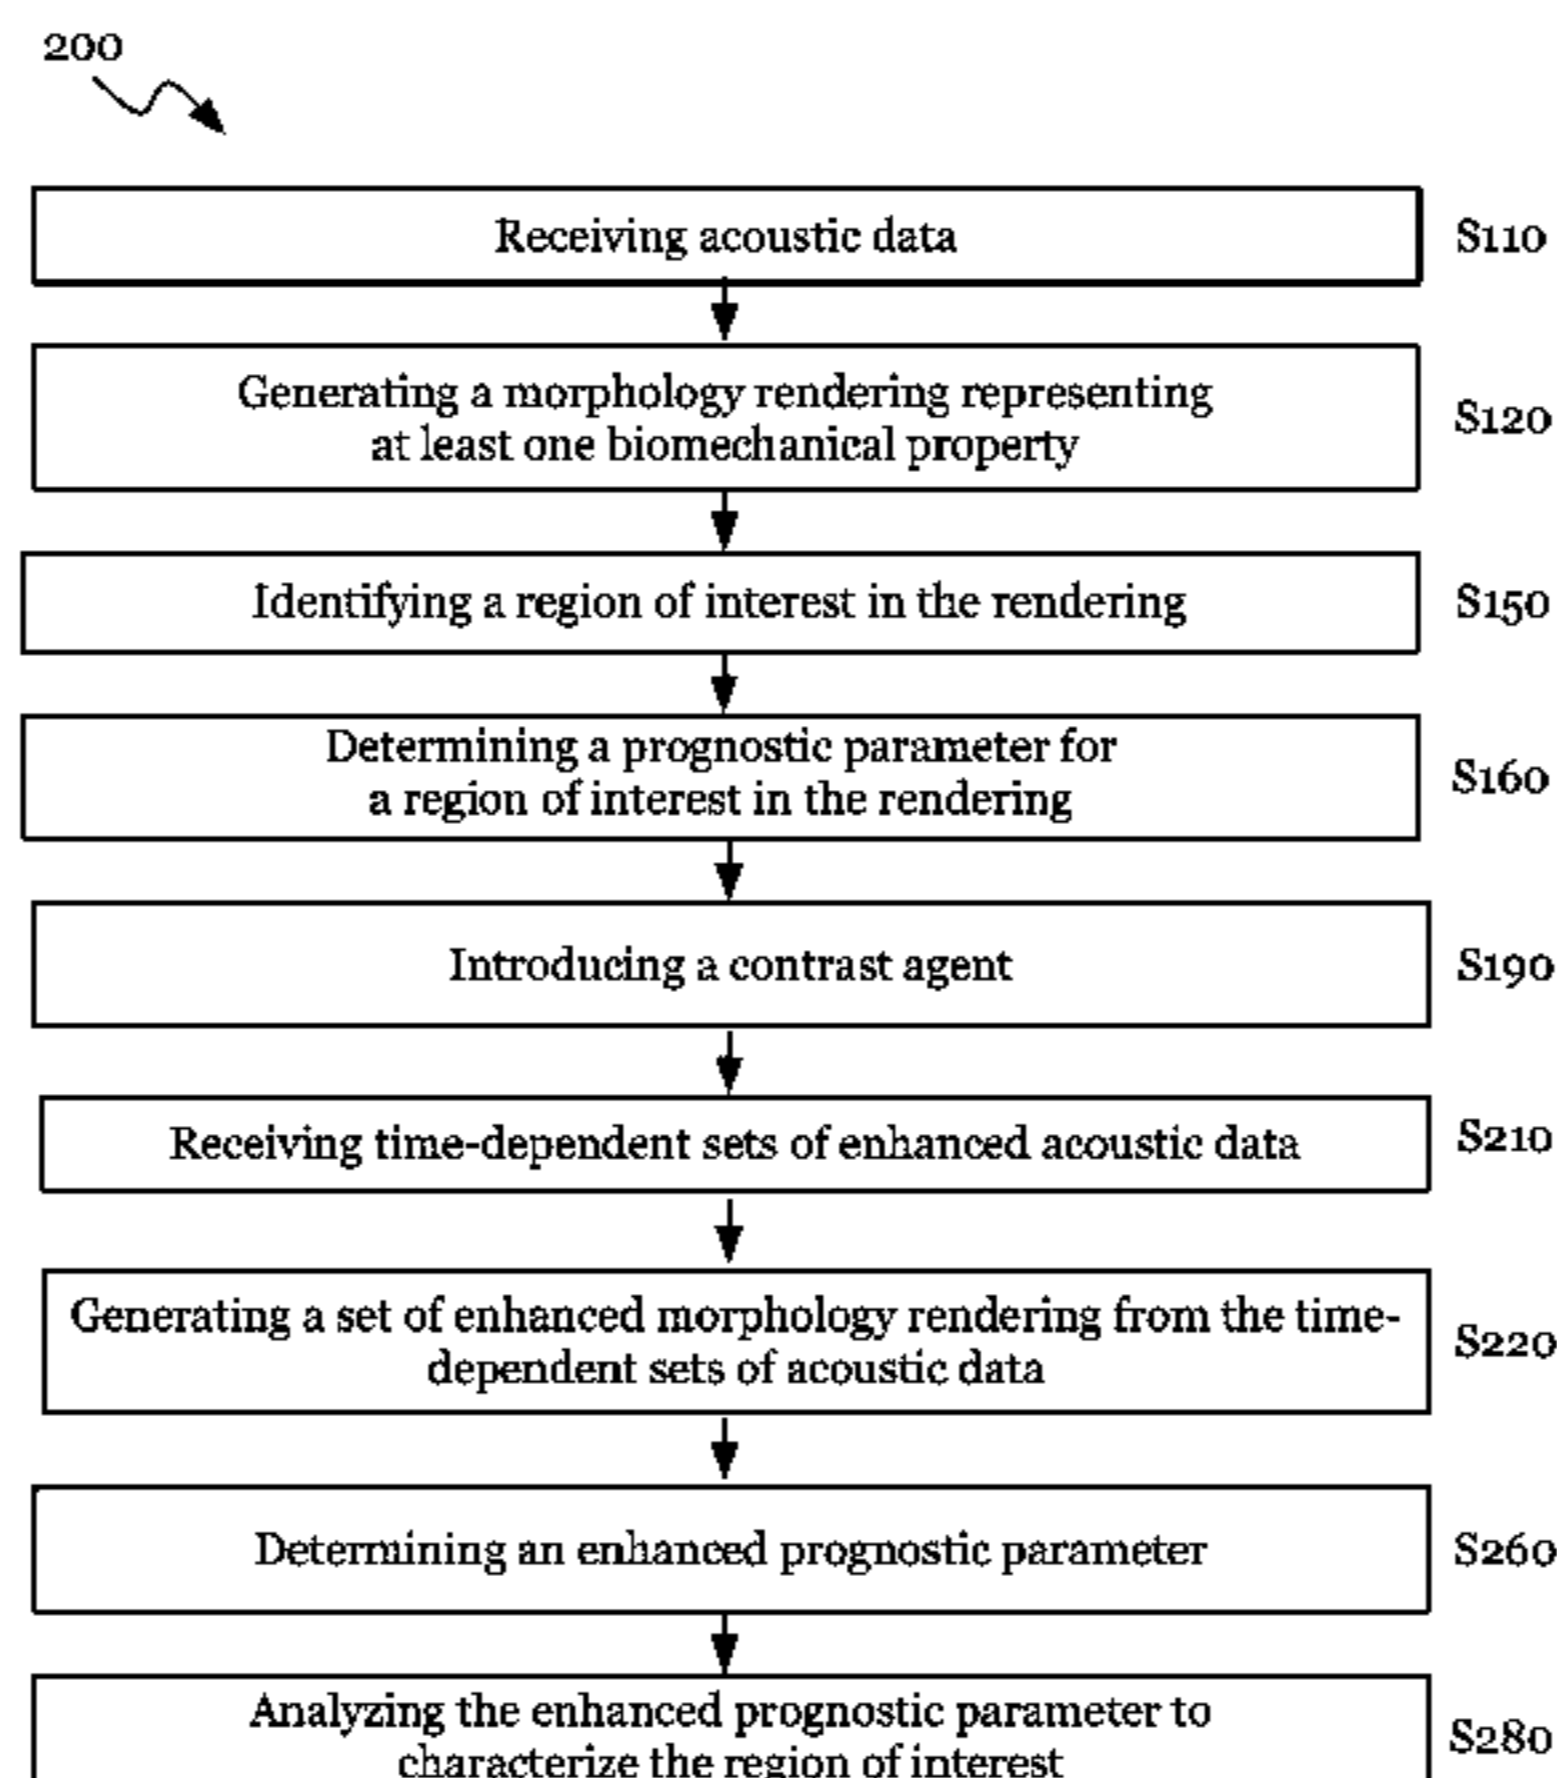 200
Receiving acoustic data
S110
Generating a morphology rendering representing
at least one biomechanical property
S120
Identifying a region of interest in the rendering
S150
Determining a prognostic parameter for
a region of interest in the rendering
S160
Introducing a contrast agent
S190
Receiving time-dependent sets of enhanced acoustic data
S210
Generating a set of enhanced morphology rendering from the time-
dependent sets of acoustic data
S220
Determining an enhanced prognostic parameter
S260
Analyzing the enhanced prognostic parameter to
characterize the region of interest
S280